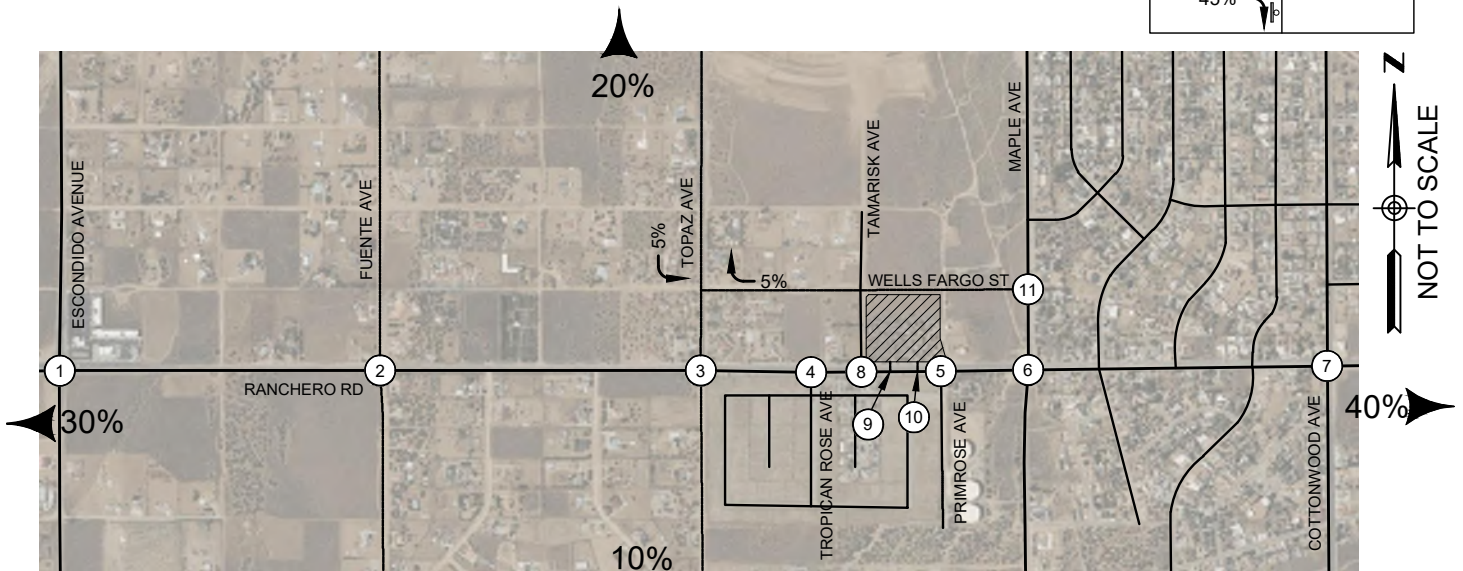 45%
20%
ESCONDIDO AVENUE
FUENTE AVE
5%
TOPAZ AVE
5%
TAMARISK AVE
WELLS FARGO ST
MAPLE AVE
11
N
NOT TO SCALE
1
2
3
4
8
5
6
7
RANCHERO RD
30%
9
10
40%
TROPICAN ROSE AVE
PRIMROSE AVE
COTTONWOOD AVE
10%